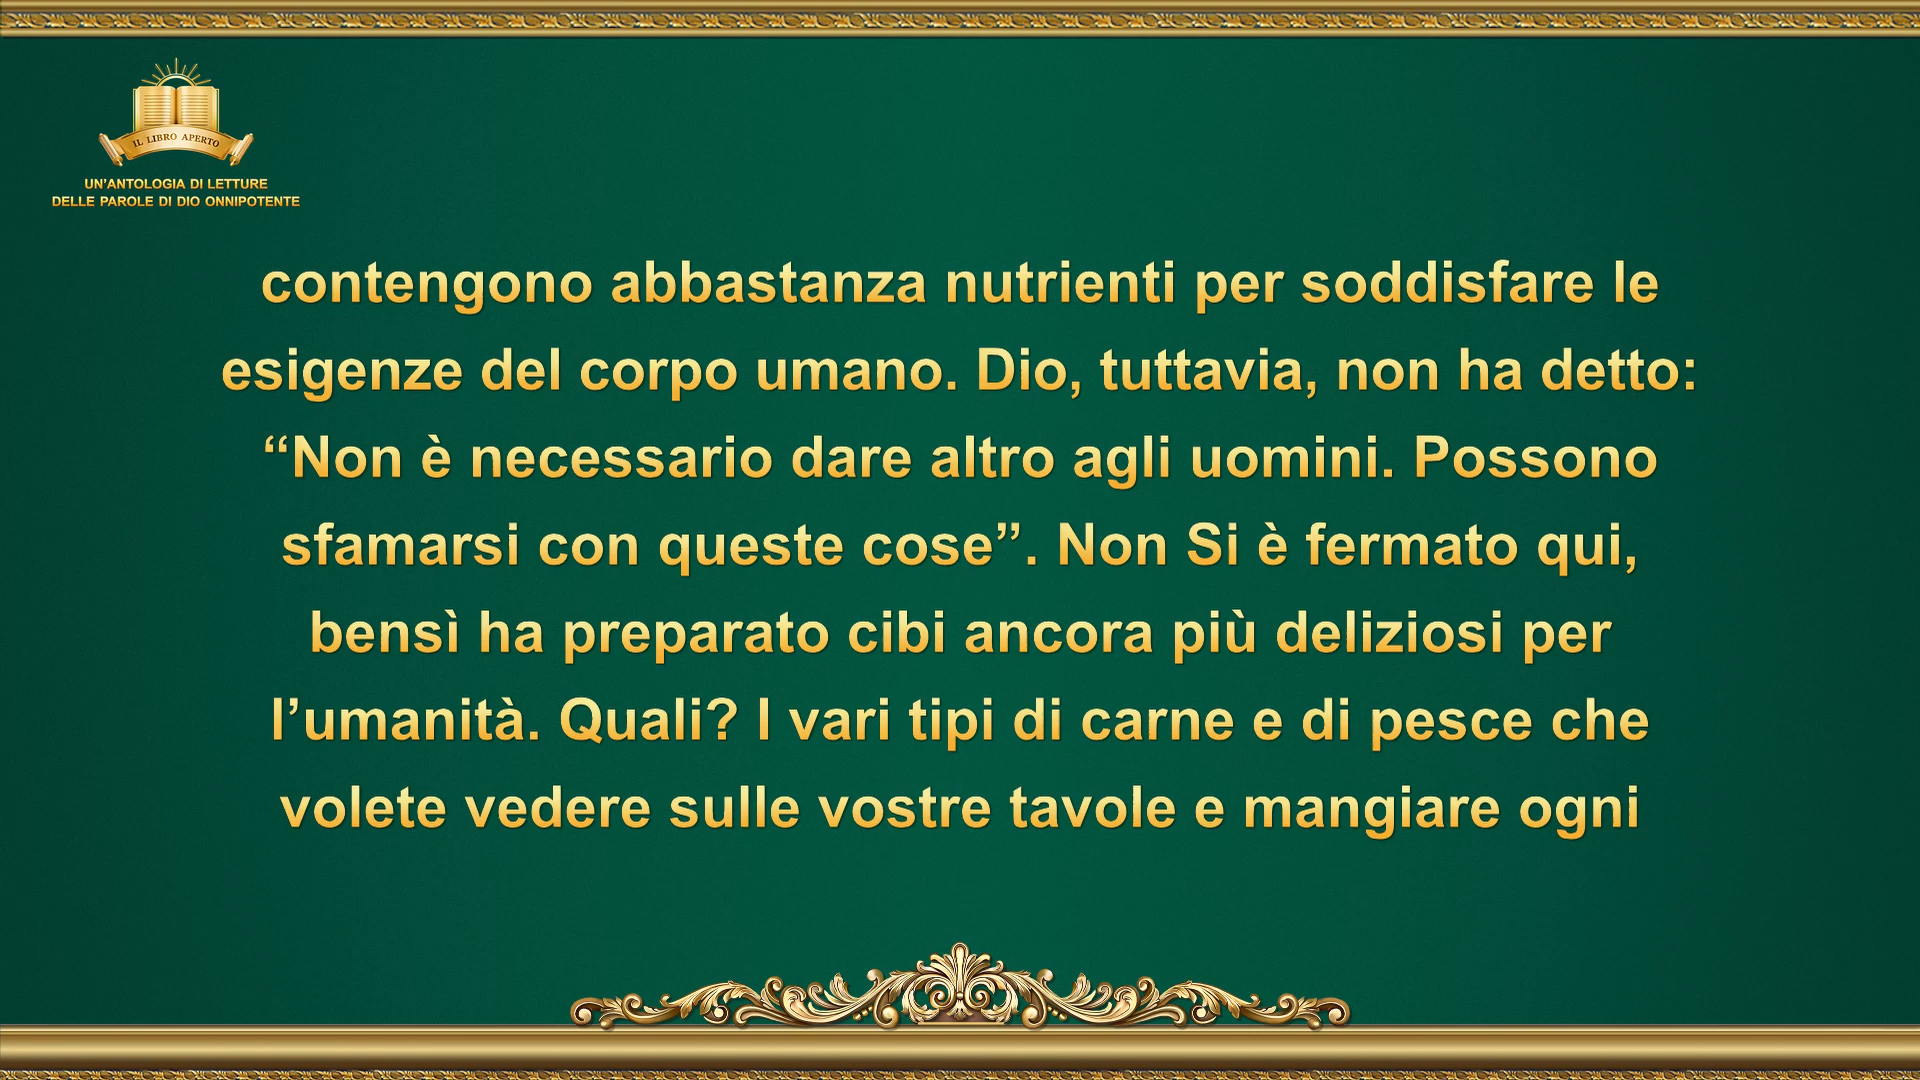 IL LIBRO APERTO
UN'ANTOLOGIA DI LETTURE
DELLE PAROLE DI DIO ONNIPOTENTE
contengono abbastanza nutrienti per soddisfare le
esigenze del corpo umano. Dio, tuttavia, non ha detto:
“Non è necessario dare altro agli uomini. Possono
sfamarsi con queste cose”. Non Si è fermato qui,
bensì ha preparato cibi ancora più deliziosi per
l’umanità. Quali? I vari tipi di carne e di pesce che
volete vedere sulle vostre tavole e mangiare ogni